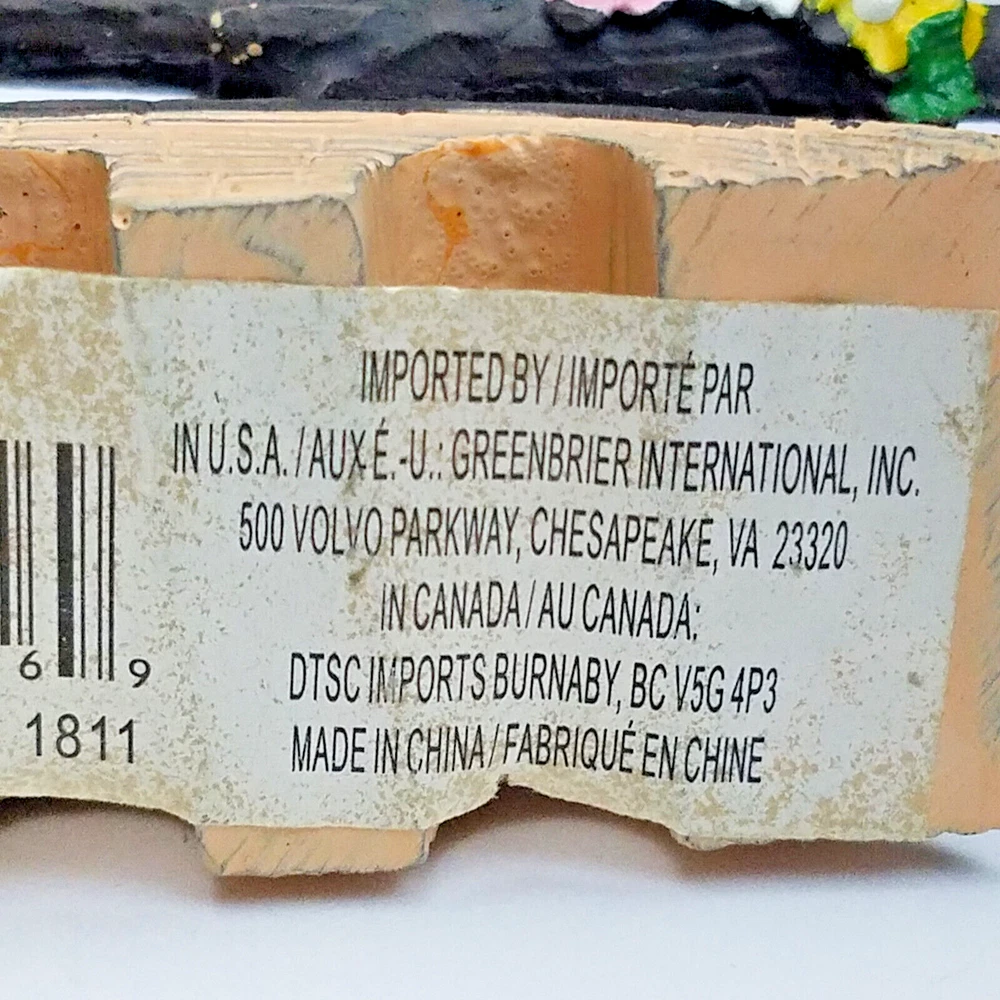 IMPORTED BY / IMPORTÉ PAR
IN U.S.A. / AUX É.-U.: GREENBRIER INTERNATIONAL, INC.
500 VOLVO PARKWAY, CHESAPEAKE, VA 23320
IN CANADA / AU CANADA:
DTSC IMPORTS BURNABY, BC V5G 4P3
MADE IN CHINA / FABRIQUÉ EN CHINE
6 9
1811